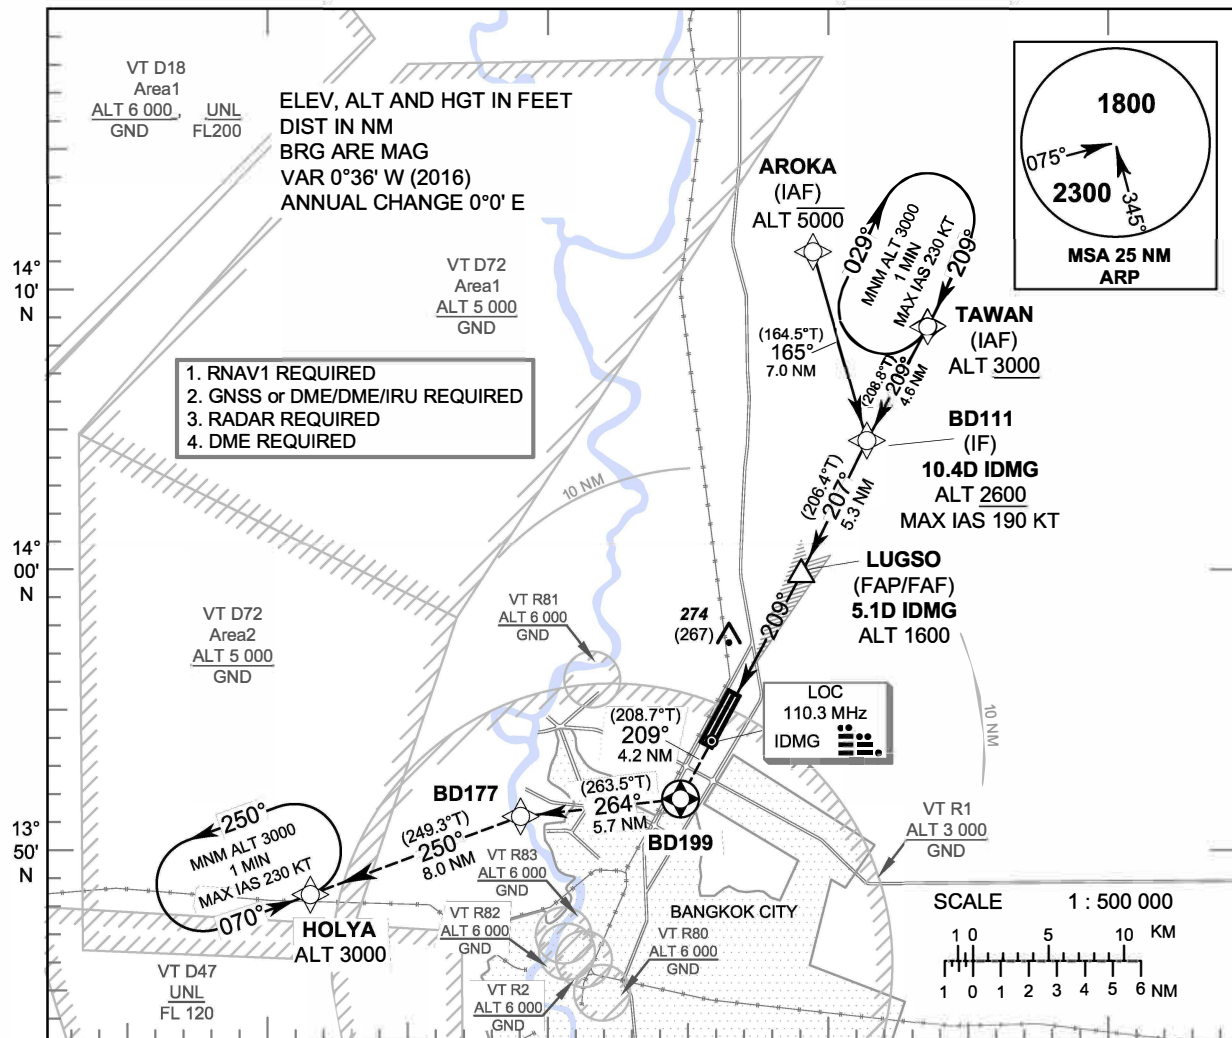 VT D18
Area1
ALT 6 000 UNL
GND FL200
ELEV, ALT AND HGT IN FEET
DIST IN NM
BRG ARE MAG
VAR 0°36' W (2016)
ANNUAL CHANGE 0°0' E
1800
075°
2300
345°
MSA 25 NM
ARP
AROKA
(IAF)
ALT 5000
029°
MNM ALT 3000
1 MIN
MAX IAS 230 KT
209°
TAWAN
(IAF)
ALT 3000
VT D72
Area1
ALT 5 000
GND
14°
10'
N
(164.5°T)
165°
7.0 NM
(208.8°T)
209°
4.6 NM
1. RNAV1 REQUIRED
2. GNSS or DME/DME/IRU REQUIRED
3. RADAR REQUIRED
4. DME REQUIRED
BD111
(IF)
10.4D IDMG
ALT 2600
MAX IAS 190 KT
10 NM
(206.4°T)
207°
5.3 NM
14°
00'
N
LUGSO
(FAP/FAF)
5.1D IDMG
ALT 1600
VT R81
ALT 6 000
GND
274
(267)
209°
VT D72
Area2
ALT 5 000
GND
LOC
110.3 MHz
IDMG
10 NM
(208.7°T)
209°
4.2 NM
BD177
(263.5°T)
264°
5.7 NM
BD199
VT R1
ALT 3 000
GND
13°
50'
N
250°
MNM ALT 3000
1 MIN
MAX IAS 230 KT
070°
(249.3°T)
250°
8.0 NM
HOLYA
ALT 3000
VT R83
ALT 6 000
GND
VT R82
ALT 6 000
GND
BANGKOK CITY
VT R80
ALT 6 000
GND
VT R2
ALT 6 000
GND
VT D47
UNL
FL 120
SCALE 1 : 500 000
1 0 5 10 KM
1 0 1 2 3 4 5 6 NM